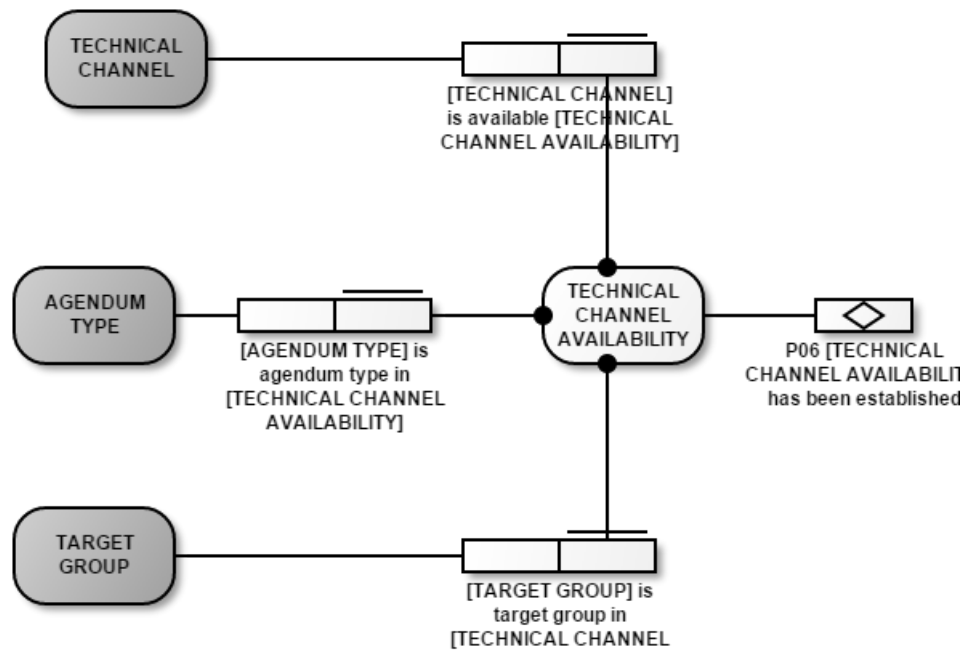 TECHNICAL
CHANNEL
[TECHNICAL CHANNEL]
is available [TECHNICAL
CHANNEL AVAILABILITY]
AGENDUM
TYPE
[AGENDUM TYPE] is
agendum type in
[TECHNICAL CHANNEL
AVAILABILITY]
TECHNICAL
CHANNEL
AVAILABILITY
P06 [TECHNICAL
CHANNEL AVAILABILIT
has been established
TARGET
GROUP
[TARGET GROUP] is
target group in
[TECHNICAL CHANNEL